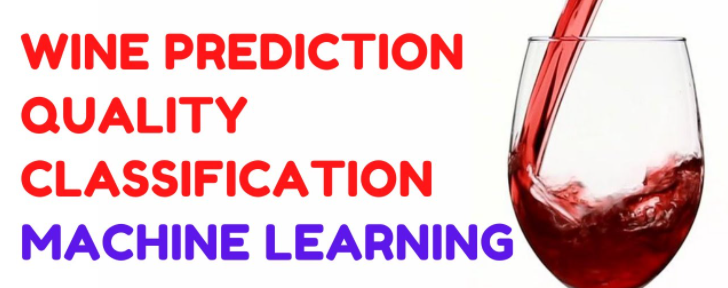 WINE PREDICTION
QUALITY
CLASSIFICATION
MACHINE LEARNING